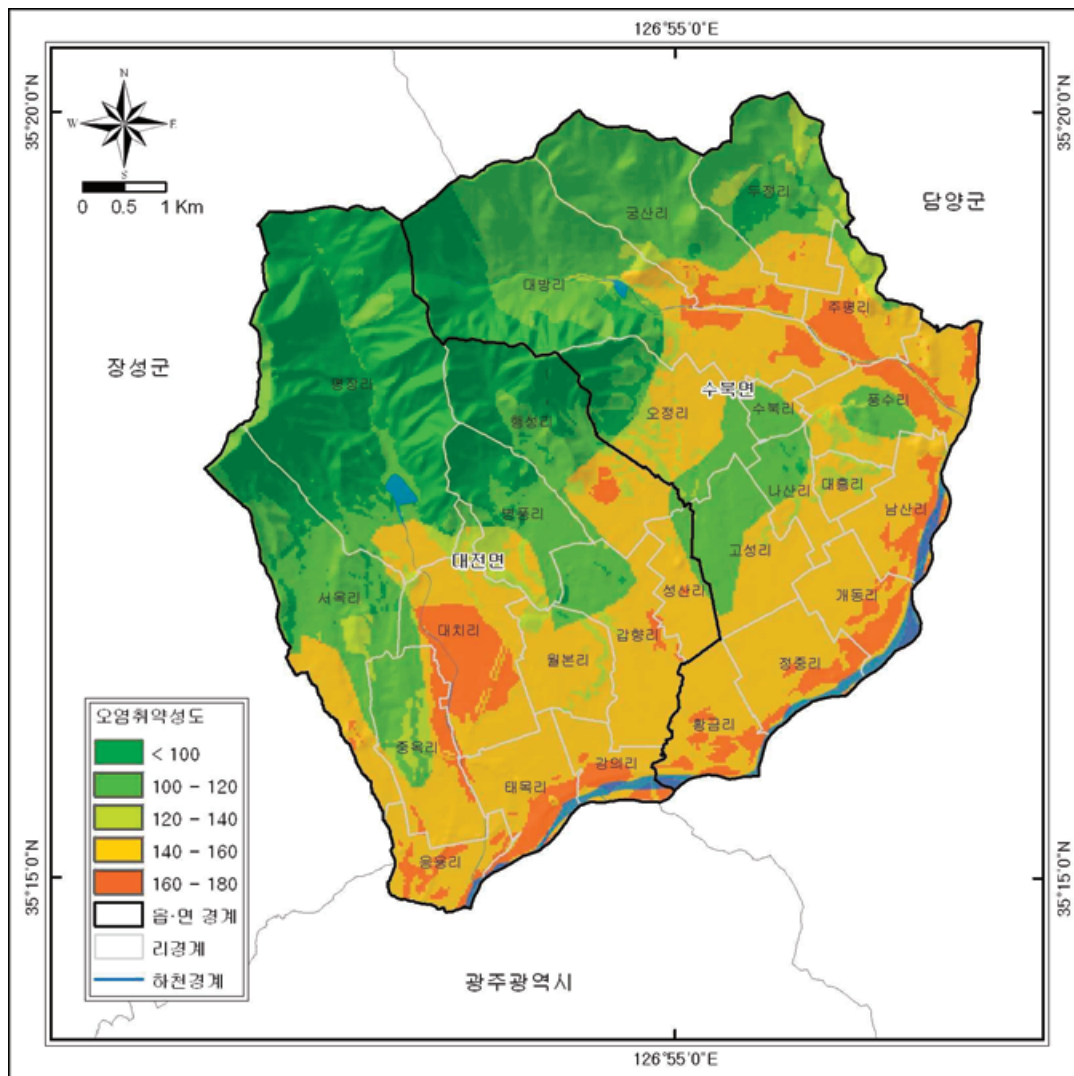 126°55'0"E
35°20'0"N
35°20'0"N
N
W
E
S
0 0.5 1 Km
담양군
두정리
궁산리
대방리
주평리
장성군
수북면
평장리
행성리
오정리
수북리
풍수리
나산리
대흥리
남산리
병풍리
대전면
고성리
성산리
개동리
서옥리
대치리
갑향리
월본리
정중리
황금리
중옥리
강의리
태목리
응용리
오염취약성도
< 100
100 - 120
120 - 140
140 - 160
160 - 180
읍·면 경계
리경계
하천경계
35°15'0"N
35°15'0"N
광주광역시
126°55'0"E